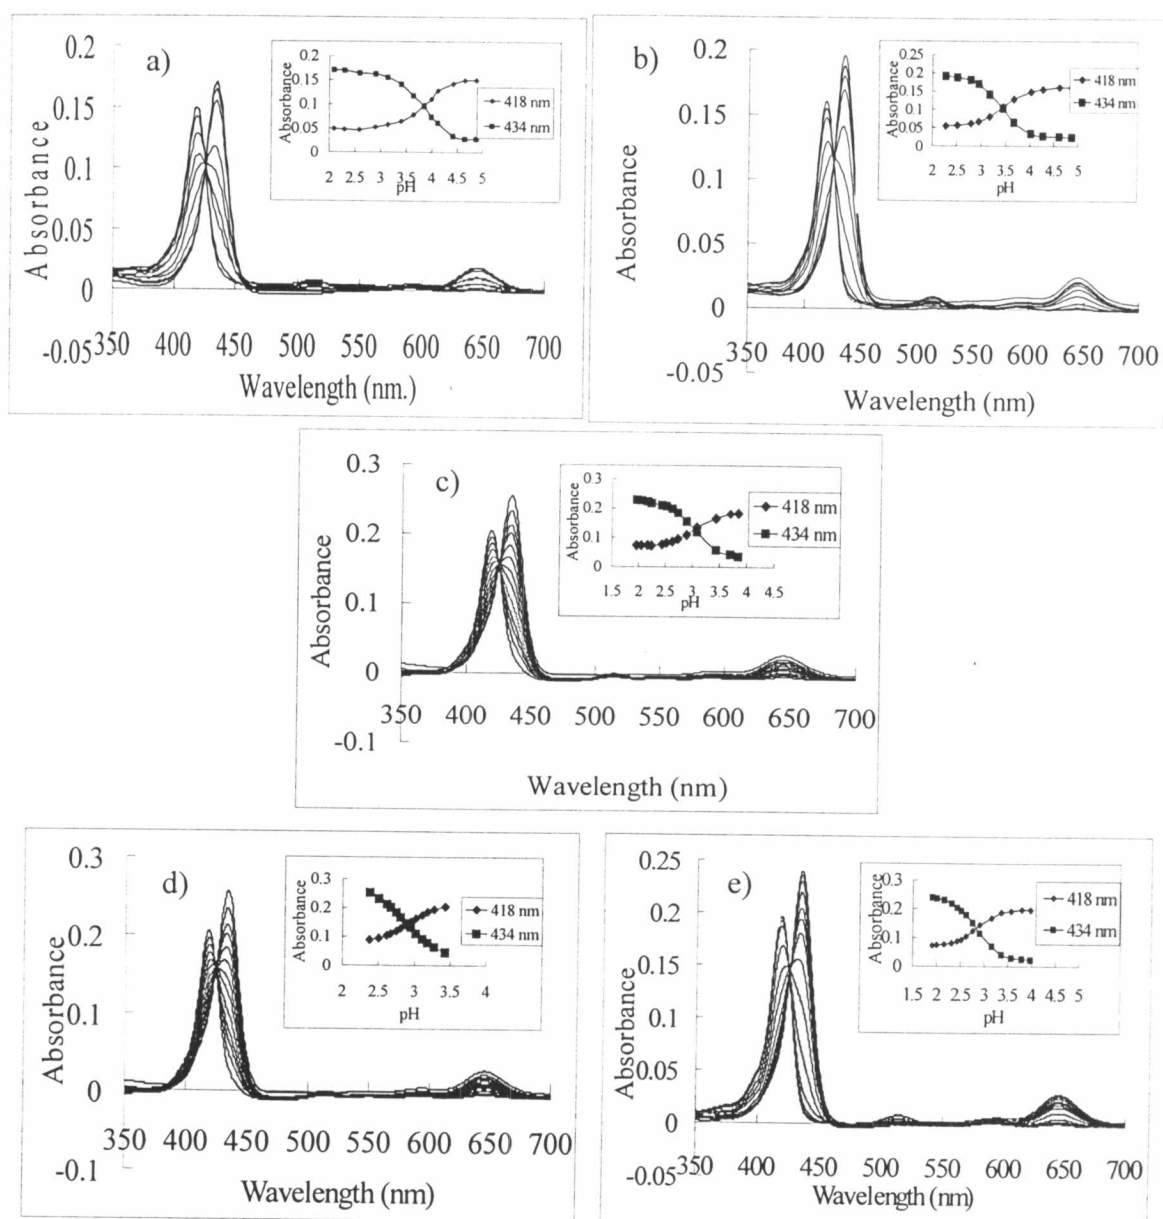 a)
0.2
0.15
0.1
0.05
0
-0.05
350 400 450 500 550 600 650 700
Absorbance
Wavelength (nm.)
0.2
0.15
0.1
0.05
0
Absorbance
2 2.5 3 3.5 4 4.5 5
pH
418 nm
434 nm
b)
0.2
0.15
0.1
0.05
0
-0.05
350 400 450 500 550 600 650 700
Absorbance
Wavelength (nm)
0.25
0.2
0.15
0.1
0.05
0
Absorbance
2 2.5 3 3.5 4 4.5 5
pH
418 nm
434 nm
c)
0.3
0.2
0.1
0
-0.1
350 400 450 500 550 600 650 700
Absorbance
Wavelength (nm)
0.3
0.2
0.1
0
Absorbance
1.5 2 2.5 3 3.5 4 4.5
pH
418 nm
434 nm
d)
0.3
0.2
0.1
0
-0.1
350 400 450 500 550 600 650 700
Absorbance
Wavelength (nm)
0.3
0.2
0.1
0
Absorbance
2 2.5 3 3.5 4
pH
418 nm
434 nm
e)
0.25
0.2
0.15
0.1
0.05
0
-0.05
350 400 450 500 550 600 650 700
Absorbance
Wavelength (nm)
0.3
0.2
0.1
0
Absorbance
1.5 2 2.5 3 3.5 4 4.5 5
pH
418 nm
434 nm